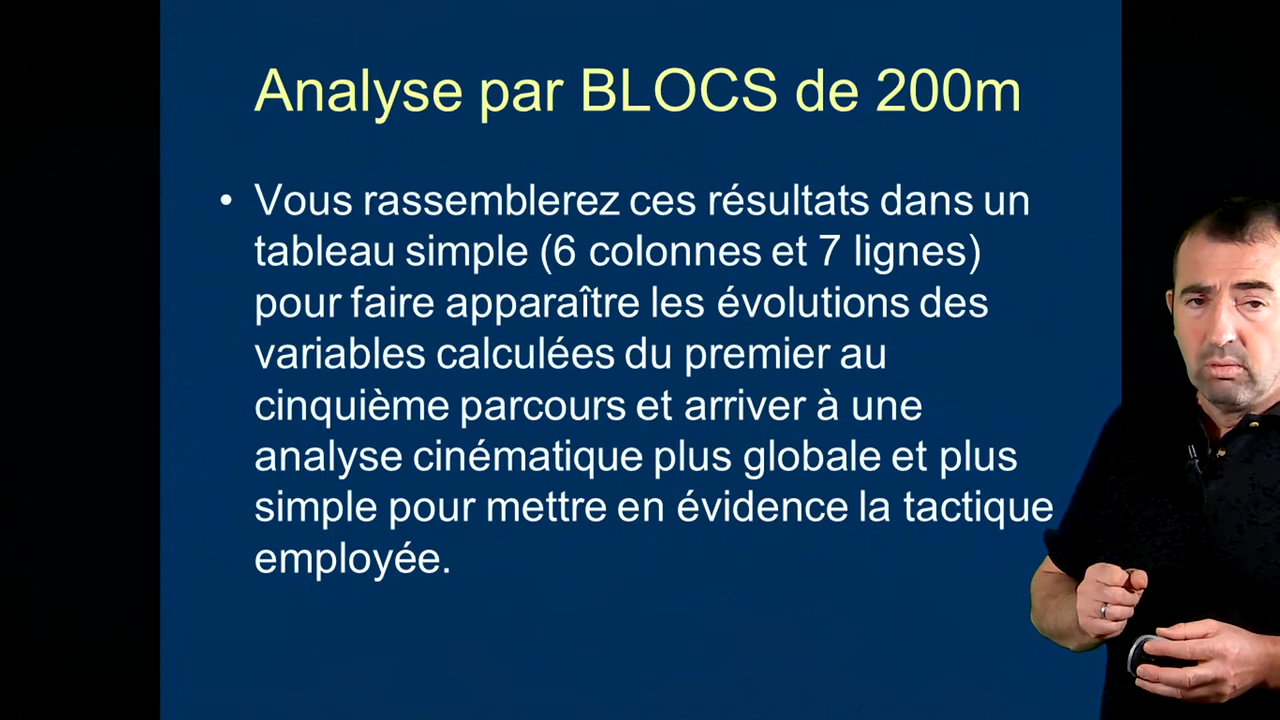 Analyse par BLOCS de 200m
• Vous rassemblerez ces résultats dans un
tableau simple (6 colonnes et 7 lignes)
pour faire apparaître les évolutions des
variables calculées du premier au
cinquième parcours et arriver à une
analyse cinématique plus globale et plus
simple pour mettre en évidence la tactique
employée.